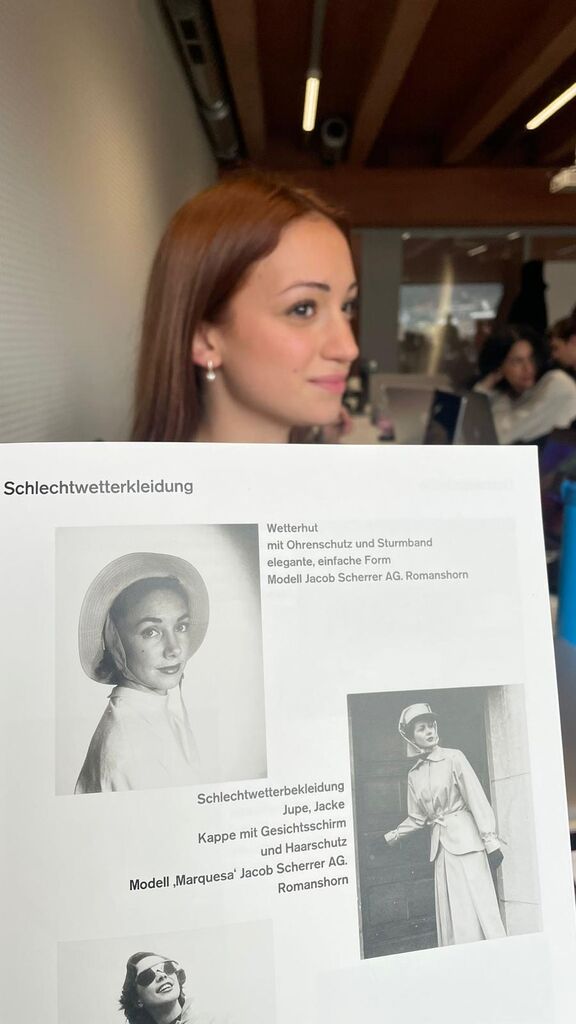 Schlechtwetterkleidung
Wetterhut
mit Ohrenschutz und Sturmband
elegante, einfache Form
Modell Jacob Scherrer AG. Romanshorn
Schlechtwetterbekleidung
Jupe, Jacke
Kappe mit Gesichtsschirm
und Haarschutz
Modell ‚Marquesa‘ Jacob Scherrer AG.
Romanshorn